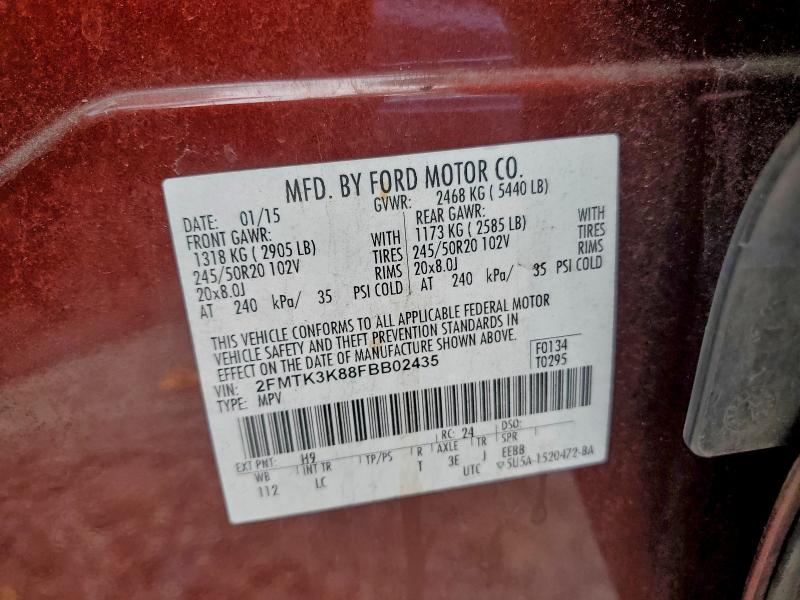 MFD. BY FORD MOTOR CO.
DATE: 01/15 GVWR: 2468 KG ( 5440 LB)
FRONT GAWR: REAR GAWR:
1318 KG ( 2905 LB) WITH 1173 KG ( 2585 LB) WITH
245/50R20 102V TIRES 245/50R20 102V TIRES
20x8.0J RIMS 20x8.0J RIMS
AT 240 kPa/ 35 PSI COLD AT 240 kPa/ 35 PSI COLD
THIS VEHICLE CONFORMS TO ALL APPLICABLE FEDERAL MOTOR
VEHICLE SAFETY AND THEFT PREVENTION STANDARDS IN
EFFECT ON THE DATE OF MANUFACTURE SHOWN ABOVE.
VIN: 2FMTK3K88FBB02435 F0134
TYPE: MPV T0295
EXT PNT: H9 RC: 24 DSO:
WB INT TR TP/PS R AXLE TR SPR
112 LC T 3E J EEBB
UTC 5U5A-1520472-BA